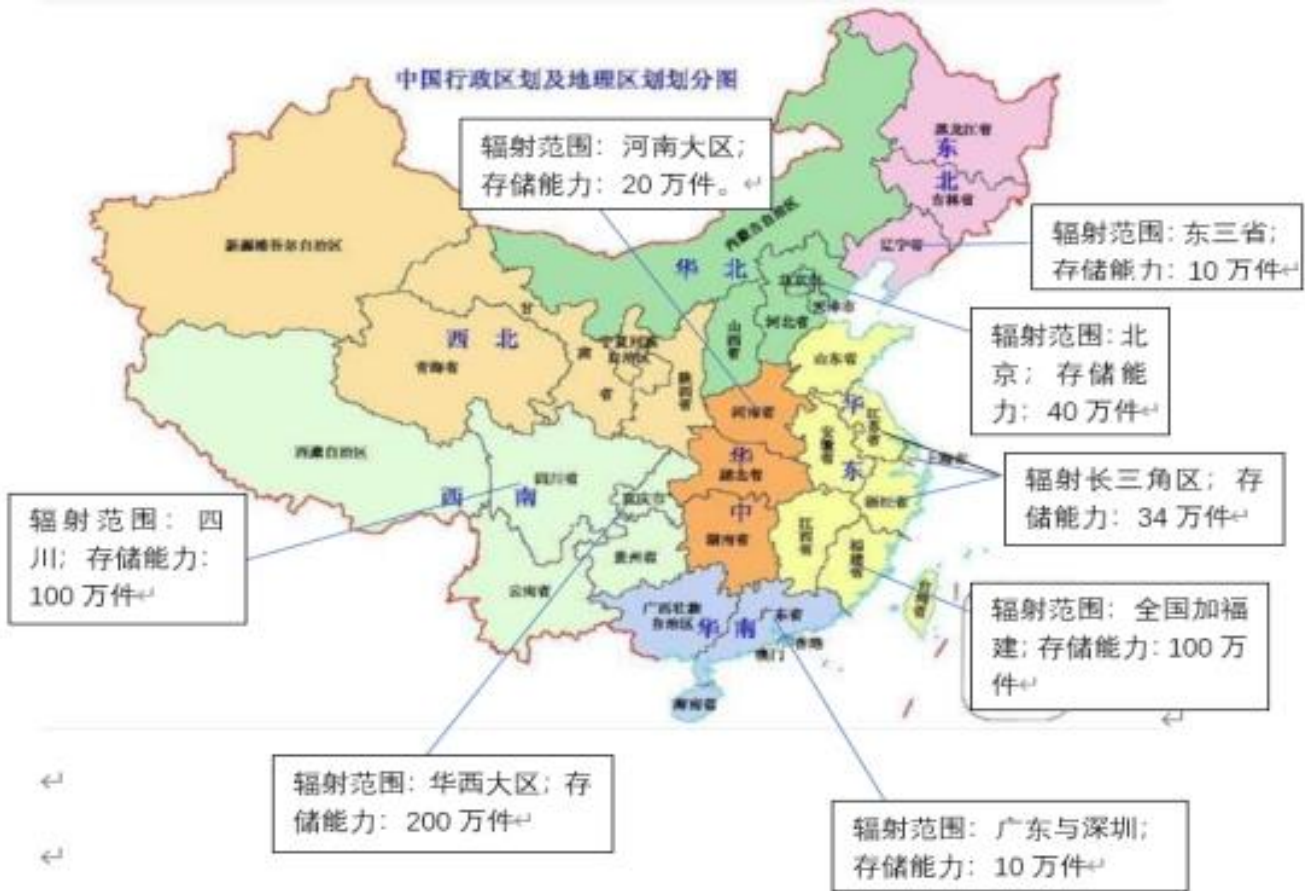 中国行政区划及地理区划划分图
辐射范围：河南大区；
存储能力：20 万件。
黑龙江省
东
北
吉林省
辽宁省
辐射范围：东三省；
存储能力：10 万件
新疆维吾尔自治区
内蒙古自治区
华 北
北京市
天津市
河北省
山西省
辐射范围：北
京；存储能
力：40 万件
甘
肃
省
宁夏回族
自治区
西 北
青海省
陕西省
山东省
河南省
华
江苏省
安徽省
上海市
东
西藏自治区
四川省
西 南
重庆市
华
湖北省
中
湖南省
浙江省
辐射长三角区；存
储能力：34 万件
辐射范围：四
川；存储能力：
100 万件
贵州省
云南省
江西省
福建省
台湾省
广西壮族
自治区
广东省
华 南
香港
澳门
海南省
辐射范围：全国加福
建；存储能力：100 万
件
辐射范围：华西大区；存
储能力：200 万件
辐射范围：广东与深圳；
存储能力：10 万件